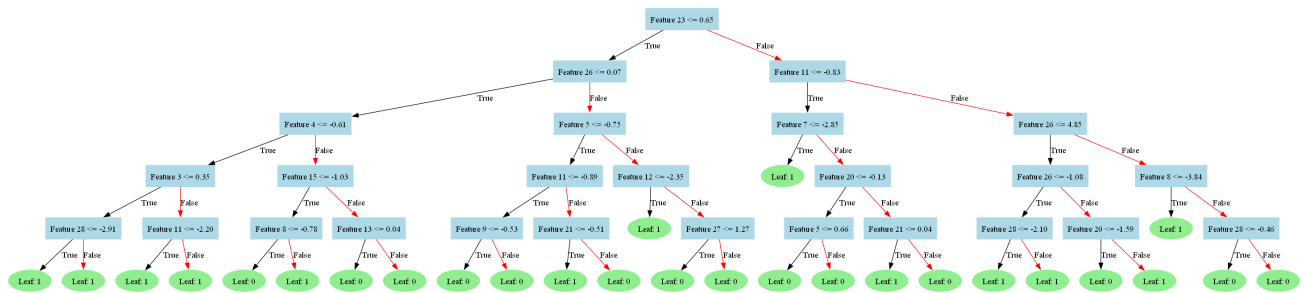 Feature 23 <= 0.65
True
False
Feature 26 <= 0.07
Feature 11 <= -0.83
True
False
True
False
Feature 4 <= -0.61
Feature 5 <= -0.75
Feature 7 <= -2.85
Feature 26 <= 4.85
True
False
True
False
True
False
True
False
Feature 3 <= 0.35
Feature 15 <= -1.03
Feature 11 <= -0.89
Feature 12 <= -2.35
Leaf: 1
Feature 20 <= -0.13
Feature 26 <= -1.08
Feature 8 <= -3.84
True
False
True
False
True
False
True
False
True
False
True
False
True
False
Feature 28 <= -2.91
Feature 11 <= -2.20
Feature 8 <= -0.78
Feature 13 <= 0.04
Feature 9 <= -0.53
Feature 21 <= -0.51
Leaf: 1
Feature 27 <= 1.27
Feature 5 <= 0.66
Feature 21 <= 0.04
Feature 28 <= -2.10
Feature 20 <= -1.59
Leaf: 1
Feature 28 <= -0.46
True
False
True
False
True
False
True
False
True
False
True
False
True
False
True
False
True
False
True
False
True
False
True
False
Leaf: 1
Leaf: 1
Leaf: 1
Leaf: 1
Leaf: 0
Leaf: 1
Leaf: 0
Leaf: 0
Leaf: 0
Leaf: 0
Leaf: 1
Leaf: 0
Leaf: 0
Leaf: 0
Leaf: 0
Leaf: 0
Leaf: 1
Leaf: 0
Leaf: 1
Leaf: 1
Leaf: 0
Leaf: 1
Leaf: 0
Leaf: 0